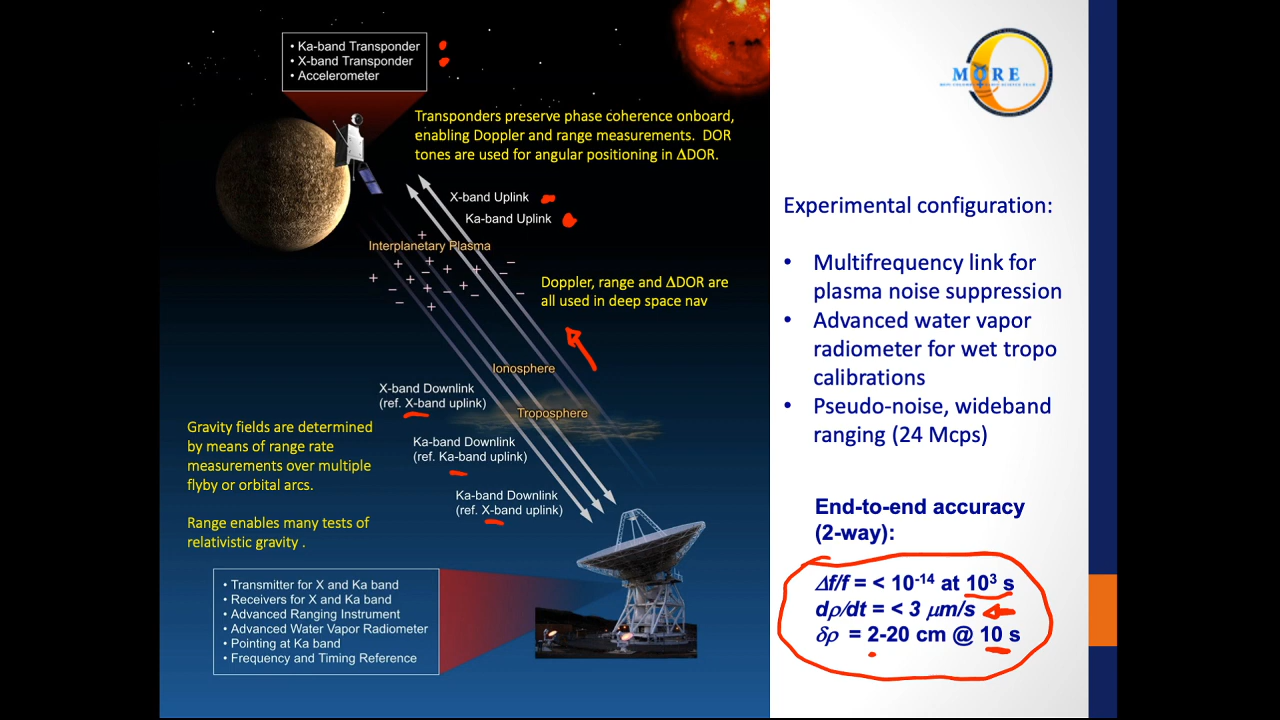 • Ka-band Transponder
• X-band Transponder
• Accelerometer
Transponders preserve phase coherence onboard,
enabling Doppler and range measurements. DOR
tones are used for angular positioning in ΔDOR.
X-band Uplink
Ka-band Uplink
Interplanetary Plasma
Doppler, range and ΔDOR are
all used in deep space nav
Ionosphere
X-band Downlink
(ref. X-band uplink)
Troposphere
Gravity fields are determined
by means of range rate
measurements over multiple
flyby or orbital arcs.
Ka-band Downlink
(ref. Ka-band uplink)
Ka-band Downlink
(ref. X-band uplink)
Range enables many tests of
relativistic gravity .
• Transmitter for X and Ka band
• Receivers for X and Ka band
• Advanced Ranging Instrument
• Advanced Water Vapor Radiometer
• Pointing at Ka band
• Frequency and Timing Reference
MORE
Experimental configuration:
• Multifrequency link for
plasma noise suppression
• Advanced water vapor
radiometer for wet tropo
calibrations
• Pseudo-noise, wideband
ranging (24 Mcps)
End-to-end accuracy
(2-way):
Δf/f = < 10⁻¹⁴ at 10³ s
dρ/dt = < 3 μm/s
δρ = 2-20 cm @ 10 s